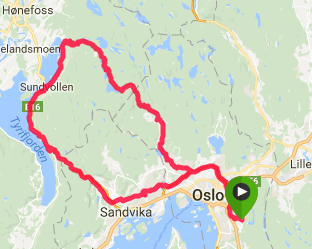 Hønefoss
elandsmoen
Sundvollen
E16
Tyrifjorden
E6
Lille
Oslo
Sandvika